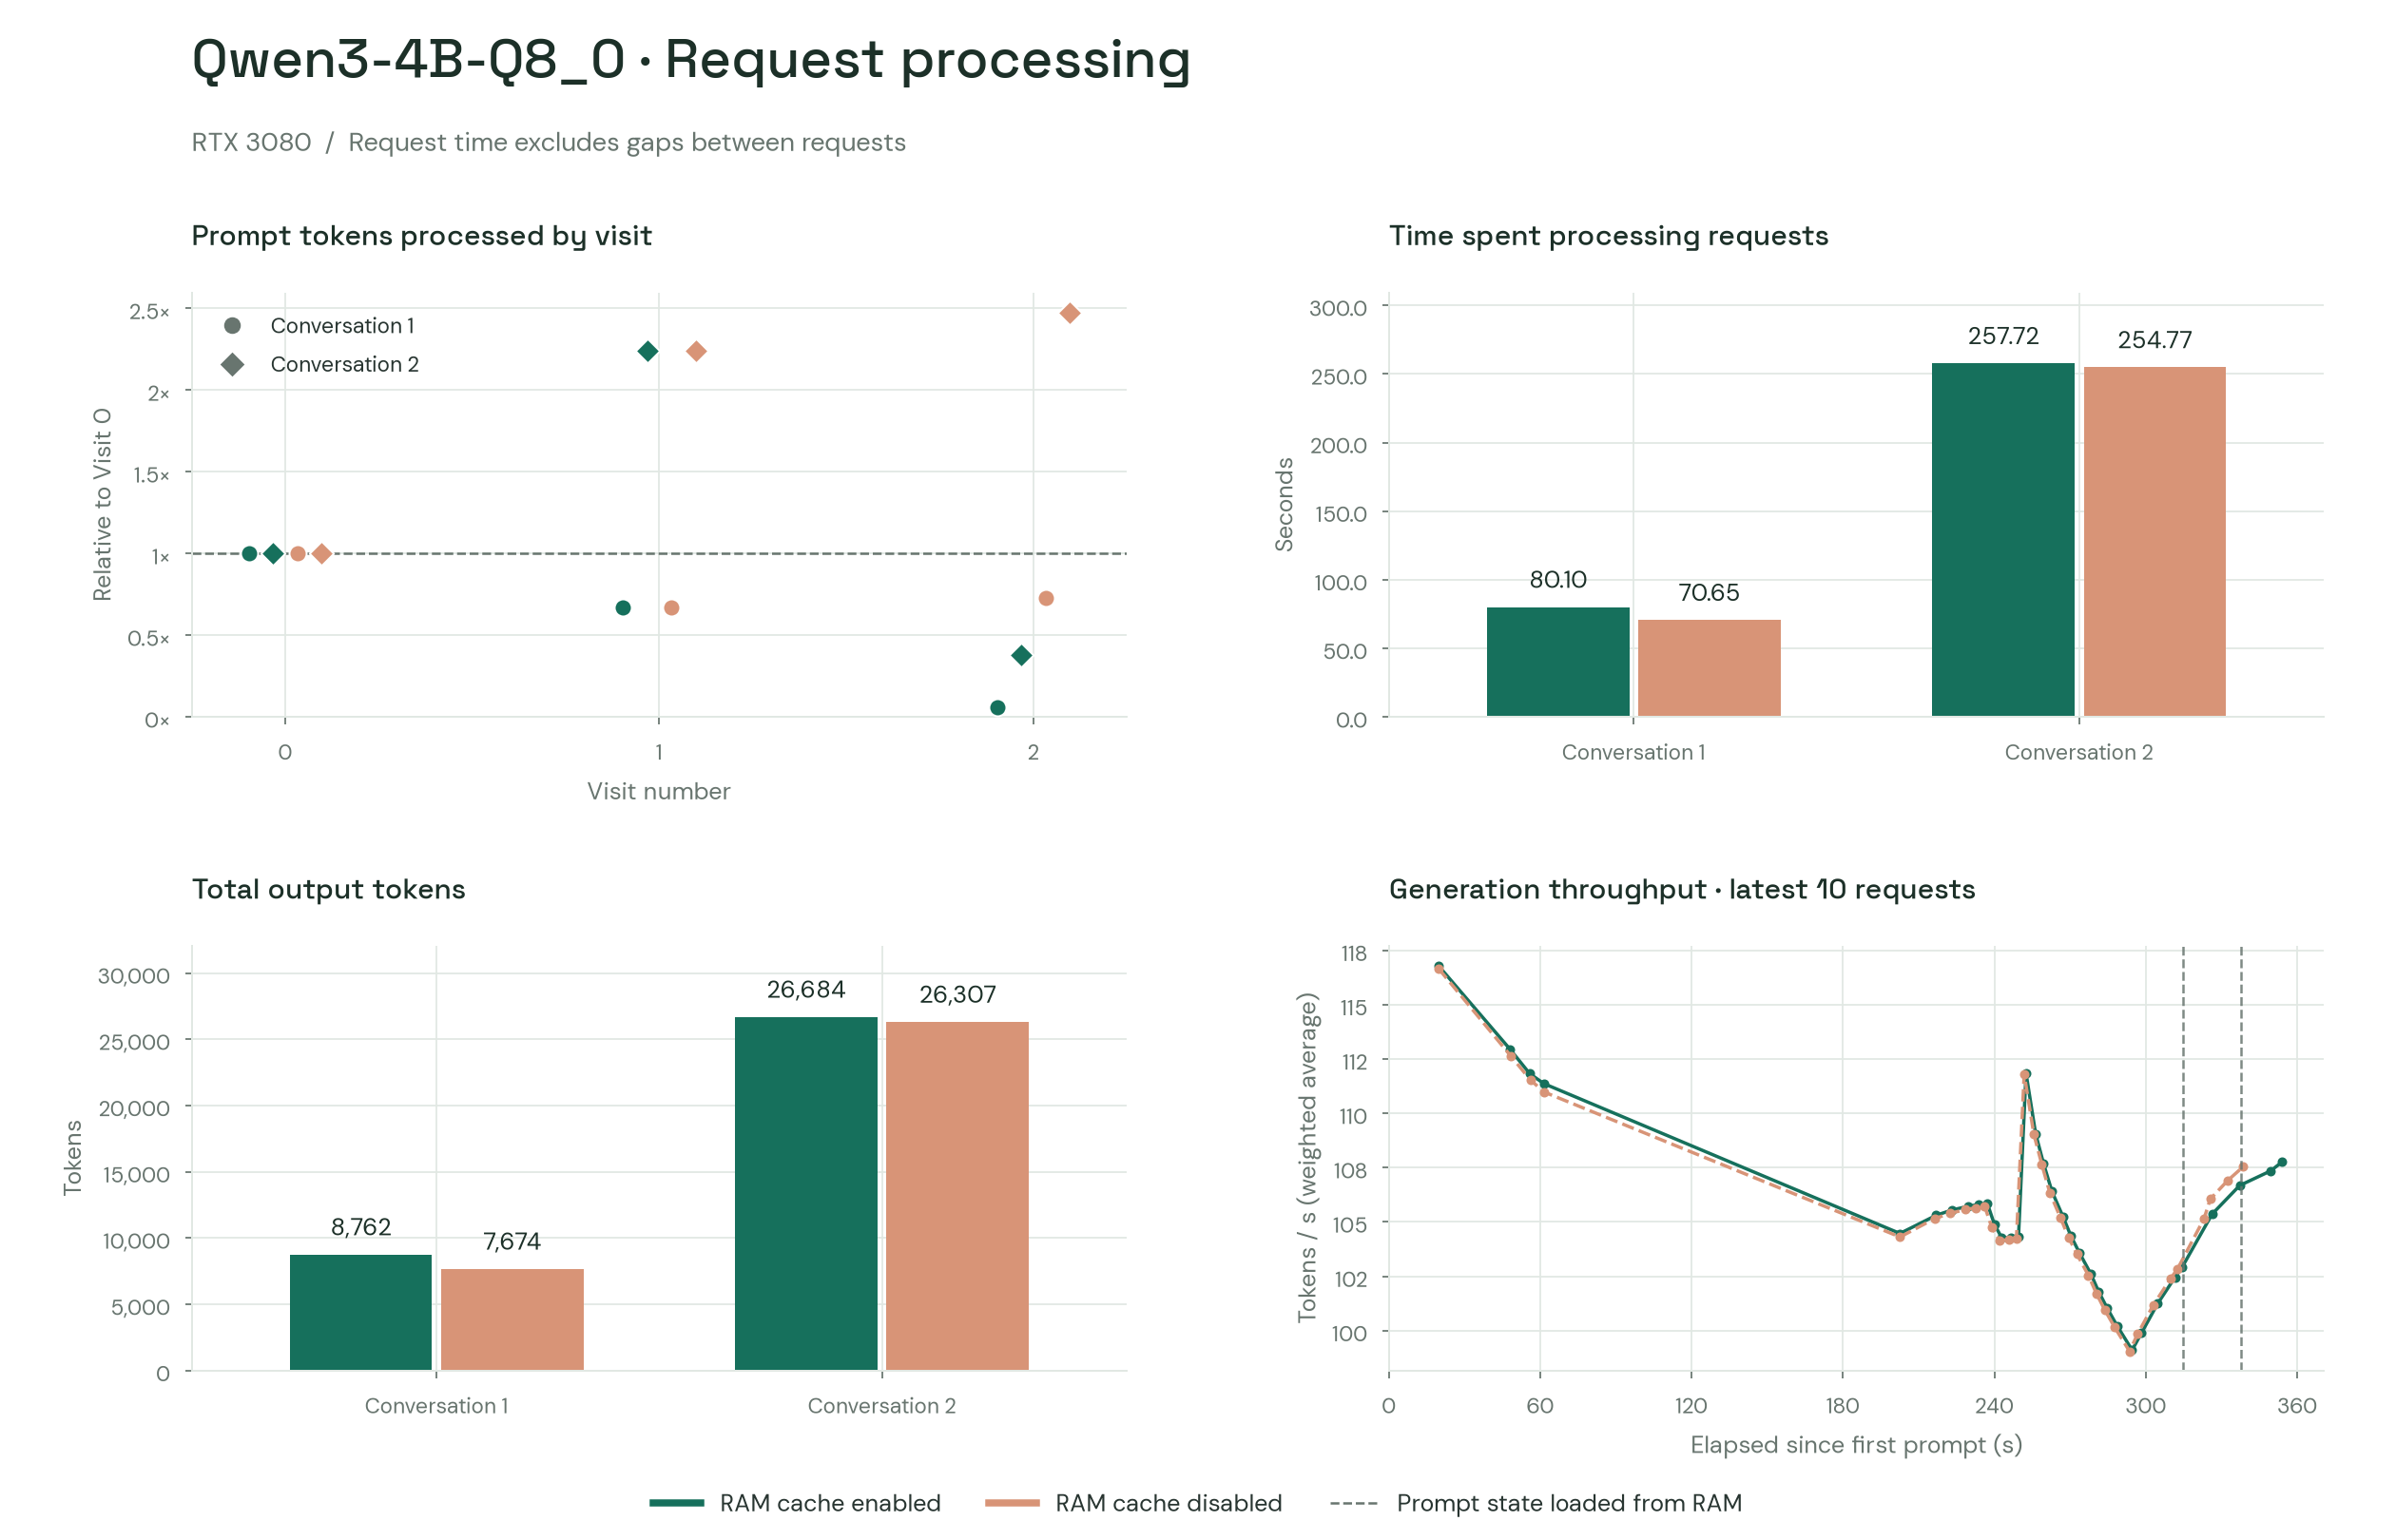 Qwen3-4B-Q8_0 · Request processing
RTX 3080 / Request time excludes gaps between requests
Prompt tokens processed by visit
2.5×
2×
1.5×
1×
0.5×
0×
Relative to Visit 0
Conversation 1
Conversation 2
0 1 2
Visit number
Time spent processing requests
300.0
250.0
200.0
150.0
100.0
50.0
0.0
Seconds
80.10
70.65
257.72
254.77
Conversation 1 Conversation 2
Total output tokens
30,000
25,000
20,000
15,000
10,000
5,000
0
Tokens
8,762
7,674
26,684
26,307
Conversation 1 Conversation 2
Generation throughput · latest 10 requests
118
115
112
110
108
105
102
100
Tokens / s (weighted average)
0 60 120 180 240 300 360
Elapsed since first prompt (s)
RAM cache enabled RAM cache disabled Prompt state loaded from RAM